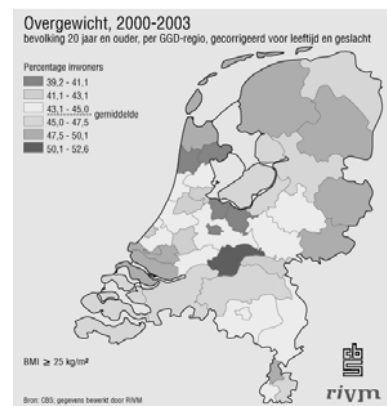 Overgewicht, 2000-2003
bevolking 20 jaar en ouder, per GGD-regio, gecorrigeerd voor leeftijd en geslacht
Percentage inwoners
39,2 - 41,1
41,1 - 43,1
43,1 - 45,0
gemiddelde
45,0 - 47,5
47,5 - 50,1
50,1 - 52,6
BMI ≥ 25 kg/m²
cbs
rivm
Bron: CBS: gegevens bewerkt door RIVM